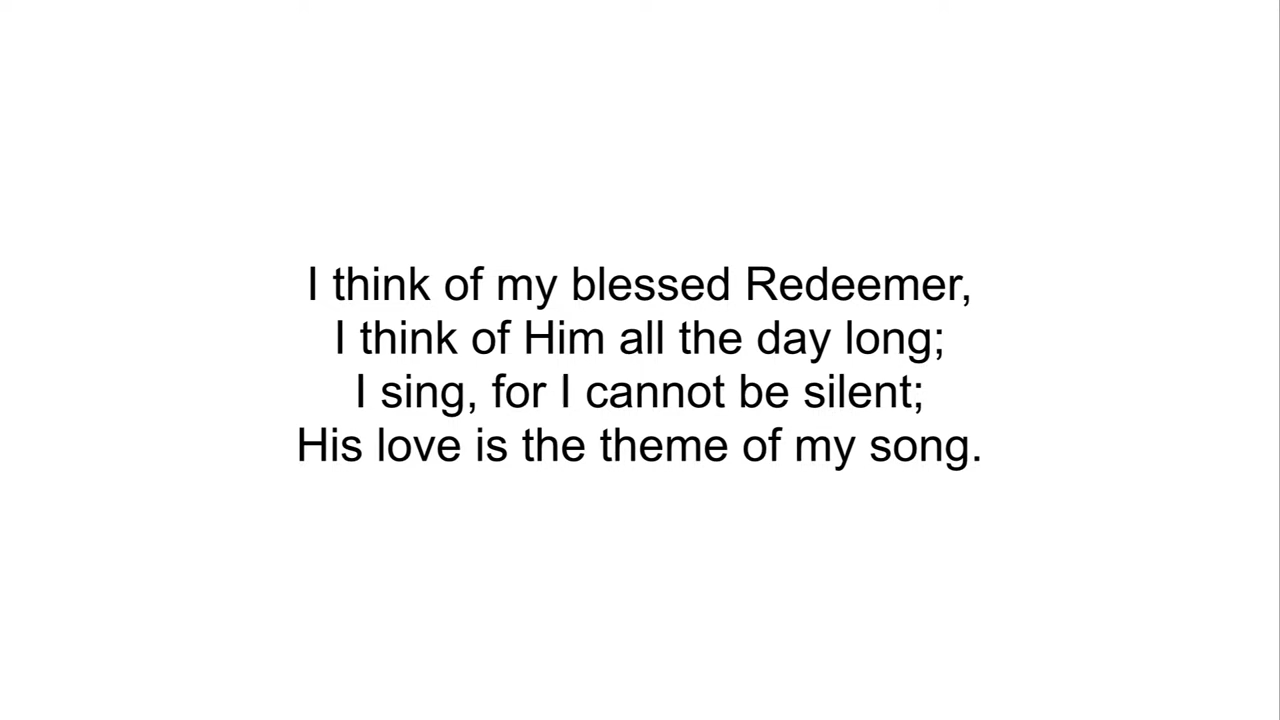 I think of my blessed Redeemer,
I think of Him all the day long;
I sing, for I cannot be silent;
His love is the theme of my song.